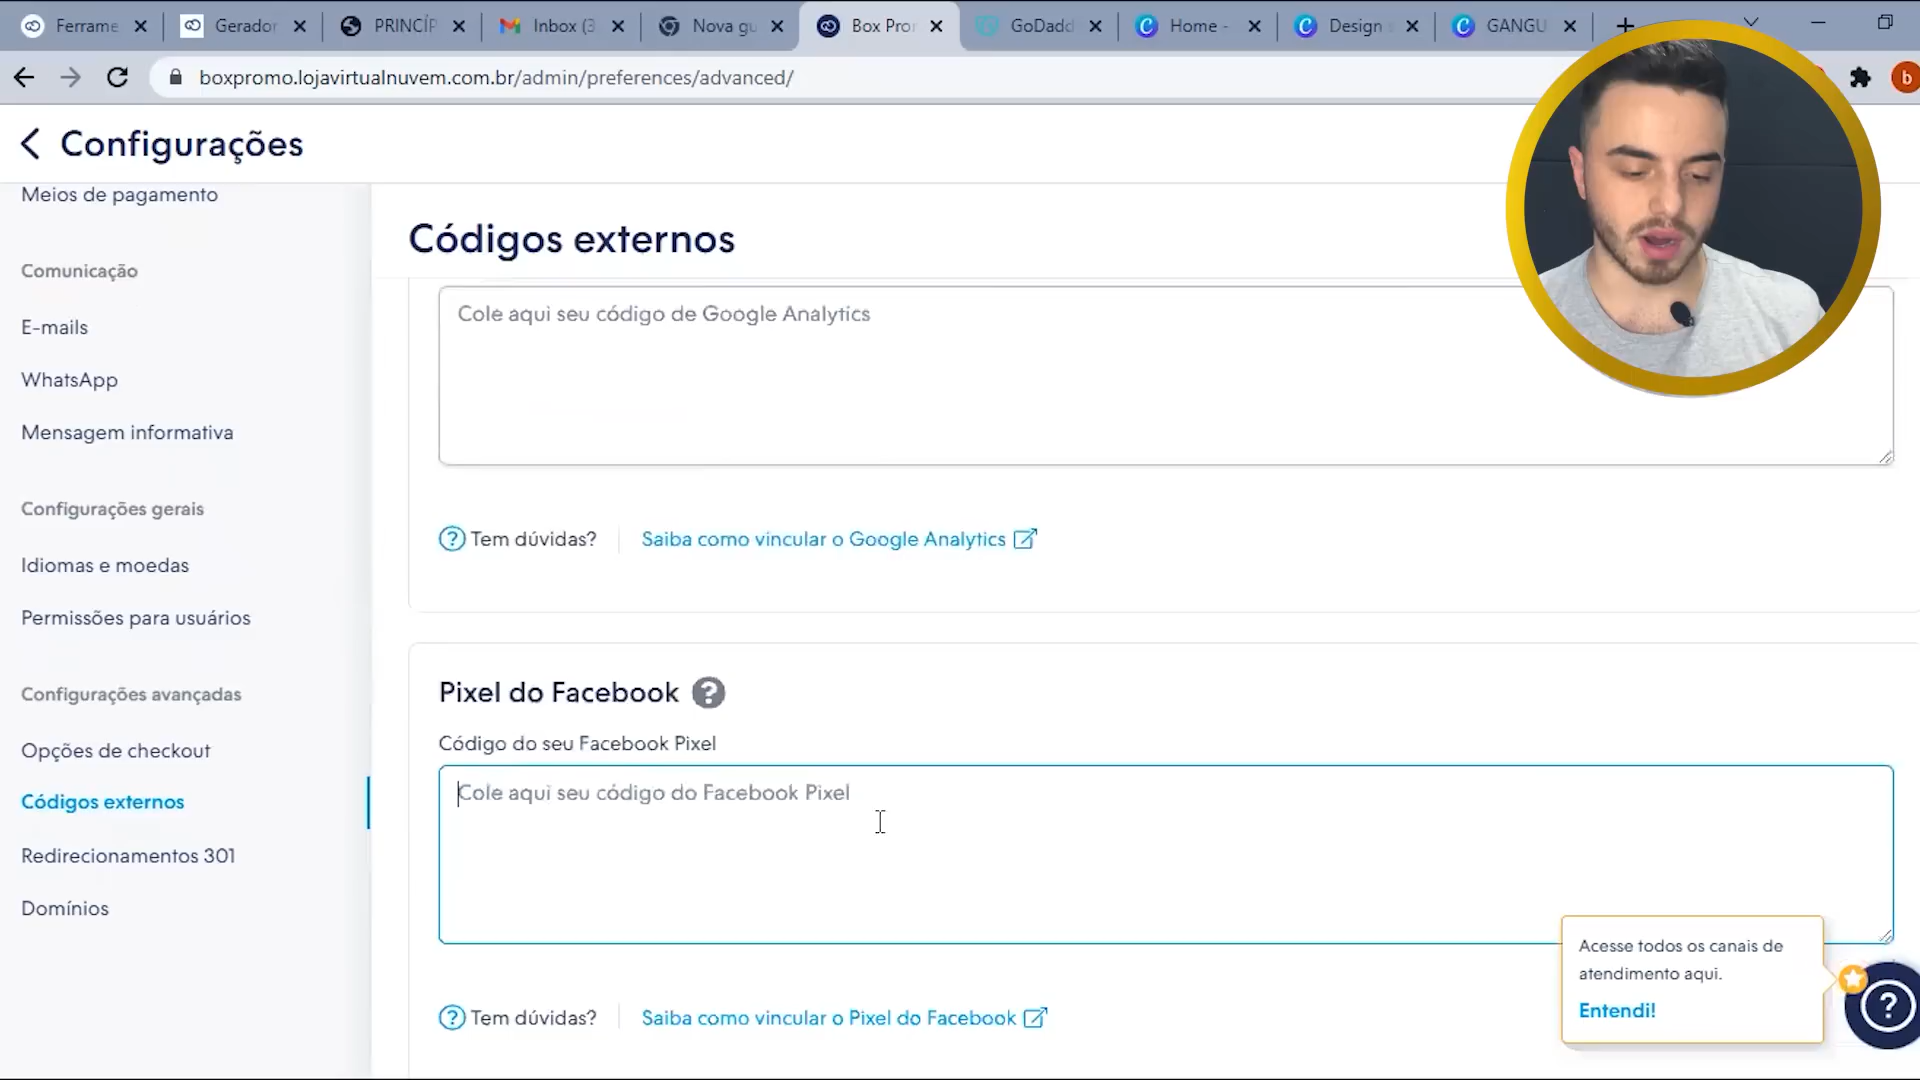 Ferrame
Gerador
PRINCÍP
Inbox (3
Nova gu
Box Pror
GoDadd
Home -
Design s
GANGU
boxpromo.lojavirtualnuvem.com.br/admin/preferences/advanced/
b
Configurações
Meios de pagamento
Comunicação
E-mails
WhatsApp
Mensagem informativa
Configurações gerais
Idiomas e moedas
Permissões para usuários
Configurações avançadas
Opções de checkout
Códigos externos
Redirecionamentos 301
Domínios
Códigos externos
Cole aqui seu código de Google Analytics
? Tem dúvidas?
Saiba como vincular o Google Analytics
Pixel do Facebook ?
Código do seu Facebook Pixel
Cole aqui seu código do Facebook Pixel
? Tem dúvidas?
Saiba como vincular o Pixel do Facebook
Acesse todos os canais de
atendimento aqui.
Entendi!
?